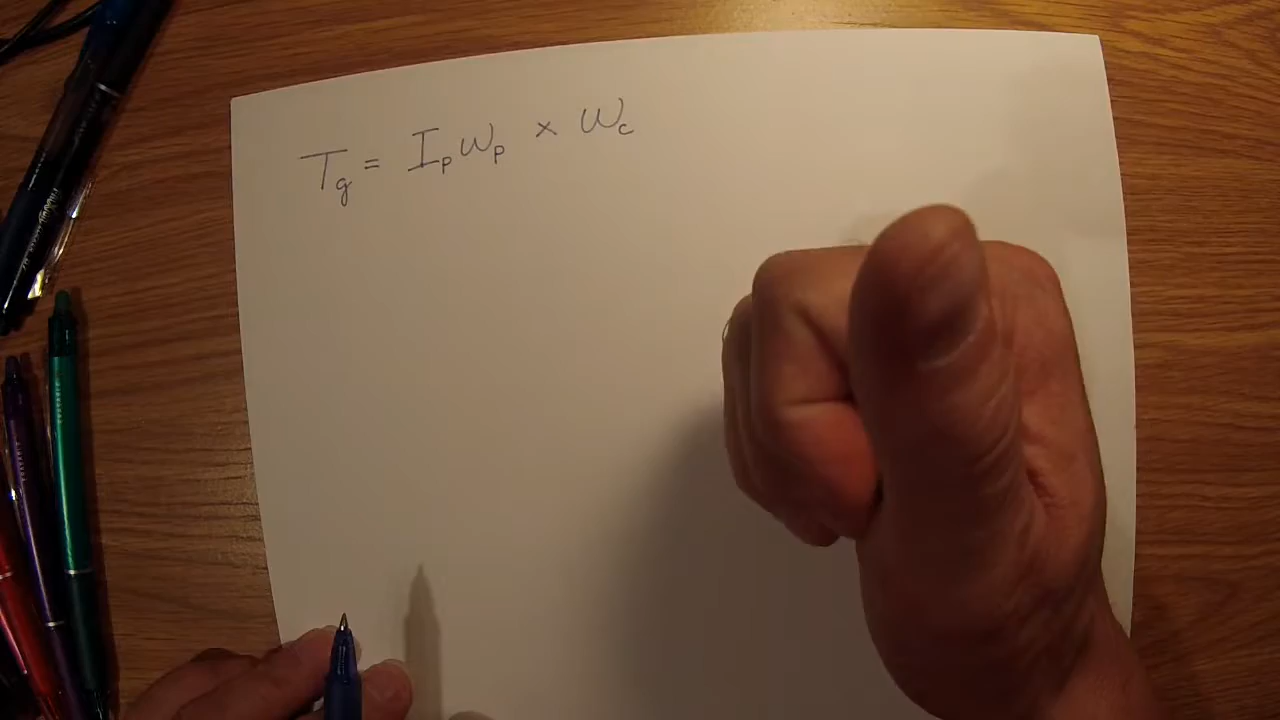 T_g = I_p ω_p × ω_c